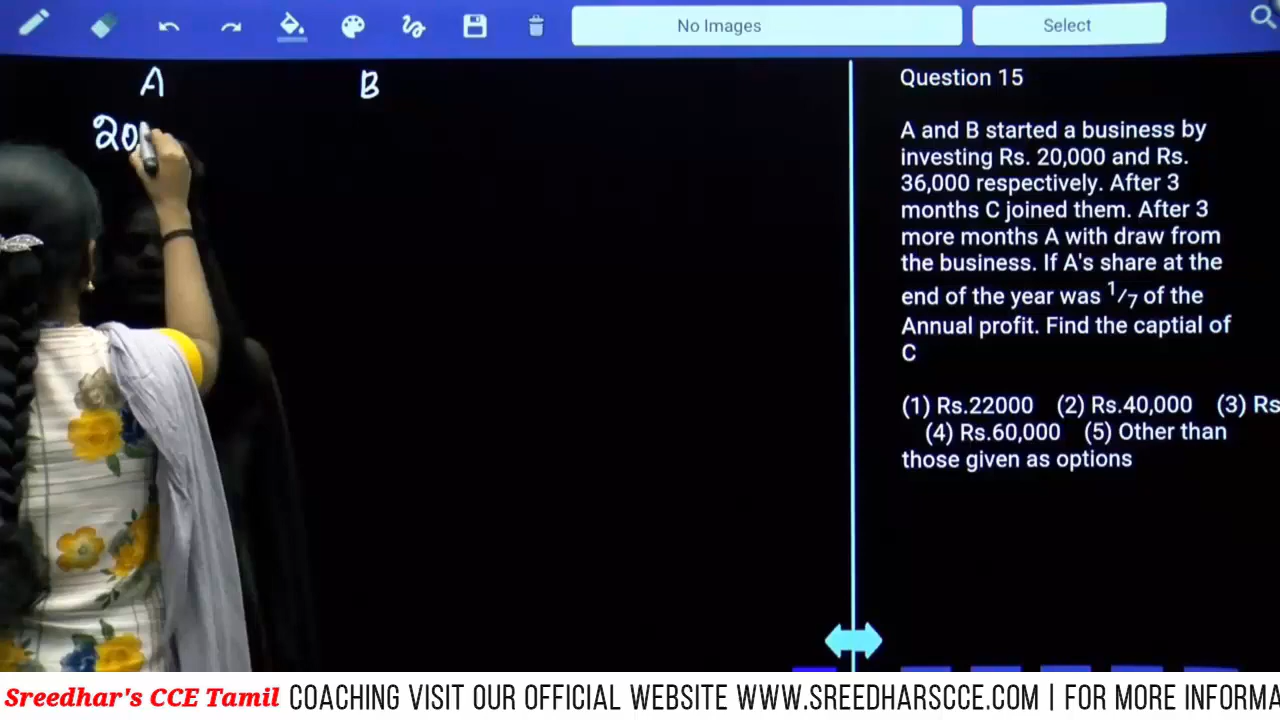 No Images
Select
A B
20
Question 15
A and B started a business by
investing Rs. 20,000 and Rs.
36,000 respectively. After 3
months C joined them. After 3
more months A with draw from
the business. If A's share at the
end of the year was 1/7 of the
Annual profit. Find the captial of
C
(1) Rs.22000 (2) Rs.40,000 (3) Rs
(4) Rs.60,000 (5) Other than
those given as options
Sreedhar's CCE Tamil COACHING VISIT OUR OFFICIAL WEBSITE WWW.SREEDHARSCCE.COM | FOR MORE INFORMA